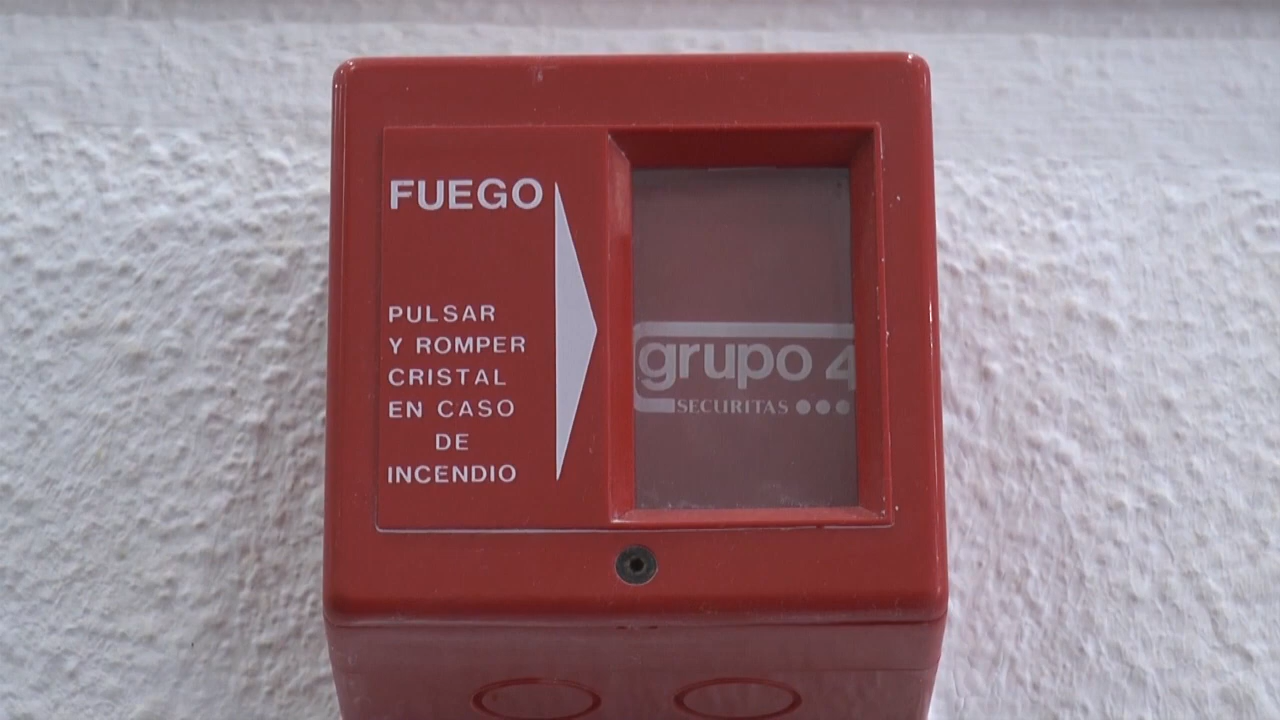 FUEGO
PULSAR
Y ROMPER
CRISTAL
EN CASO
DE
INCENDIO
grupo 4
SECURITAS